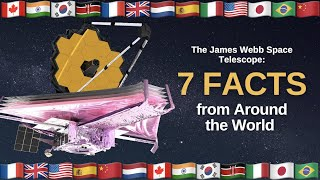 The James Webb Space
Telescope:
7 FACTS
from Around
the World